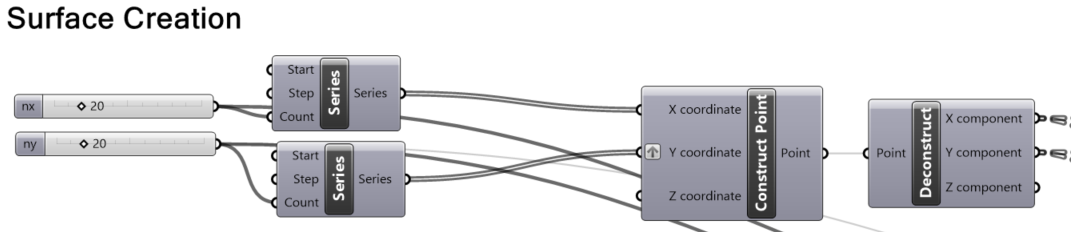 Surface Creation
nx 20
Start
Step
Count
Series
Series
ny 20
Start
Step
Count
Series
Series
X coordinate
Y coordinate
Z coordinate
Construct Point
Point
Point
Deconstruct
X component
Y component
Z component